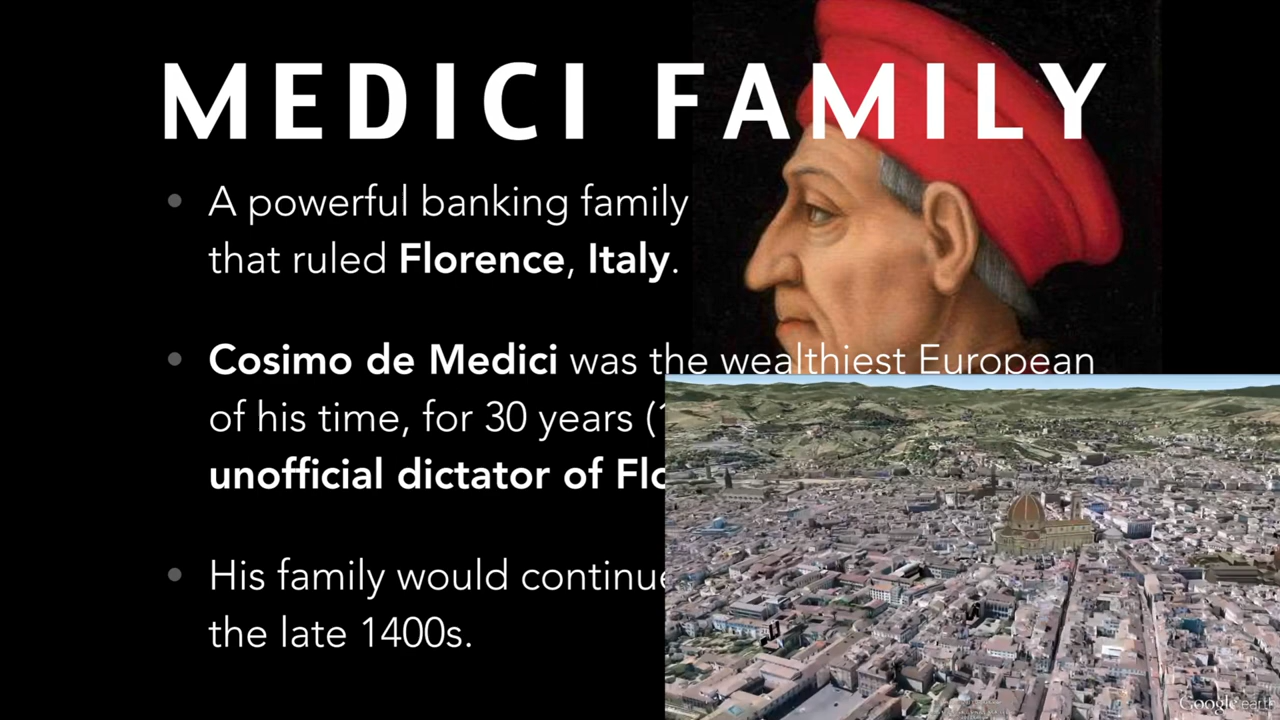 MEDICI FAMILY
• A powerful banking family
that ruled Florence, Italy.
• Cosimo de Medici was the wealthiest European
of his time, for 30 years (
unofficial dictator of
• His family would continue
the late 1400s.
Google earth